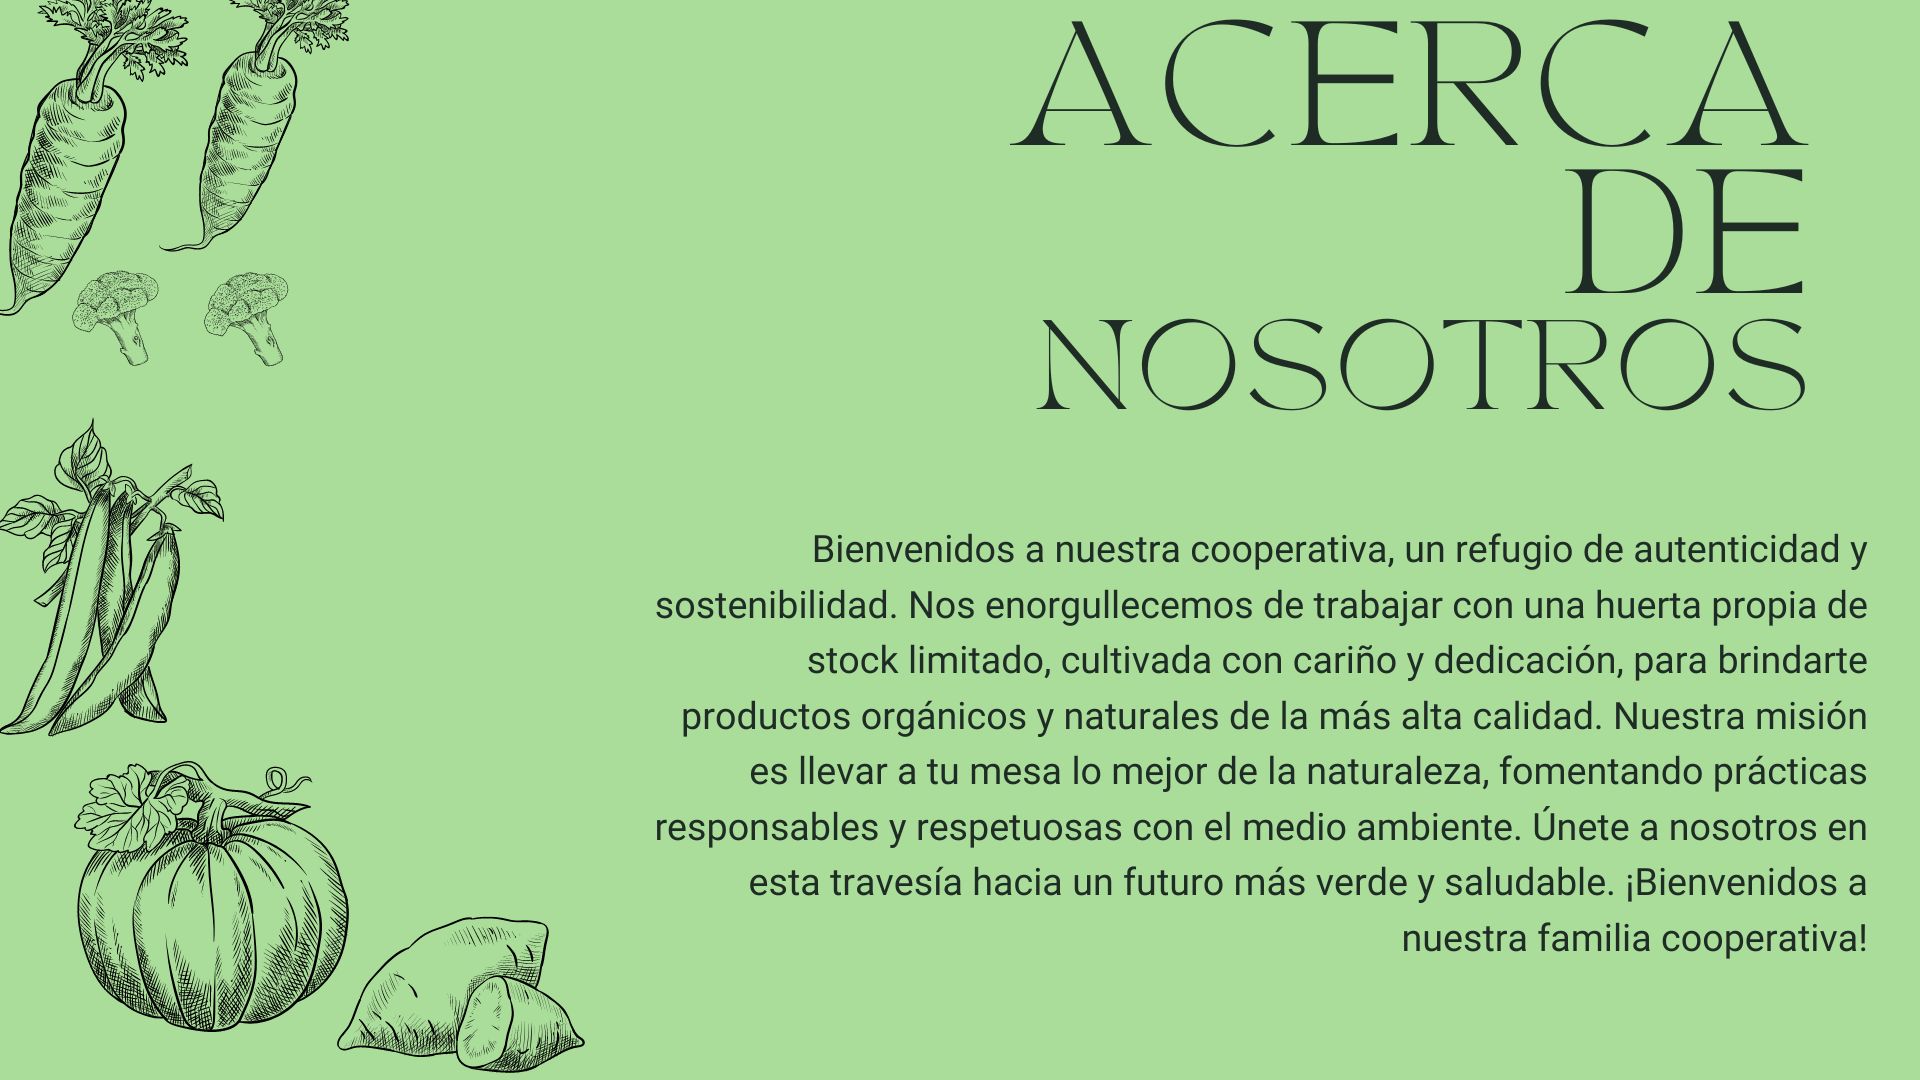 ACERCA
DE
NOSOTROS
Bienvenidos a nuestra cooperativa, un refugio de autenticidad y
sostenibilidad. Nos enorgullecemos de trabajar con una huerta propia de
stock limitado, cultivada con cariño y dedicación, para brindarte
productos orgánicos y naturales de la más alta calidad. Nuestra misión
es llevar a tu mesa lo mejor de la naturaleza, fomentando prácticas
responsables y respetuosas con el medio ambiente. Únete a nosotros en
esta travesía hacia un futuro más verde y saludable. ¡Bienvenidos a
nuestra familia cooperativa!